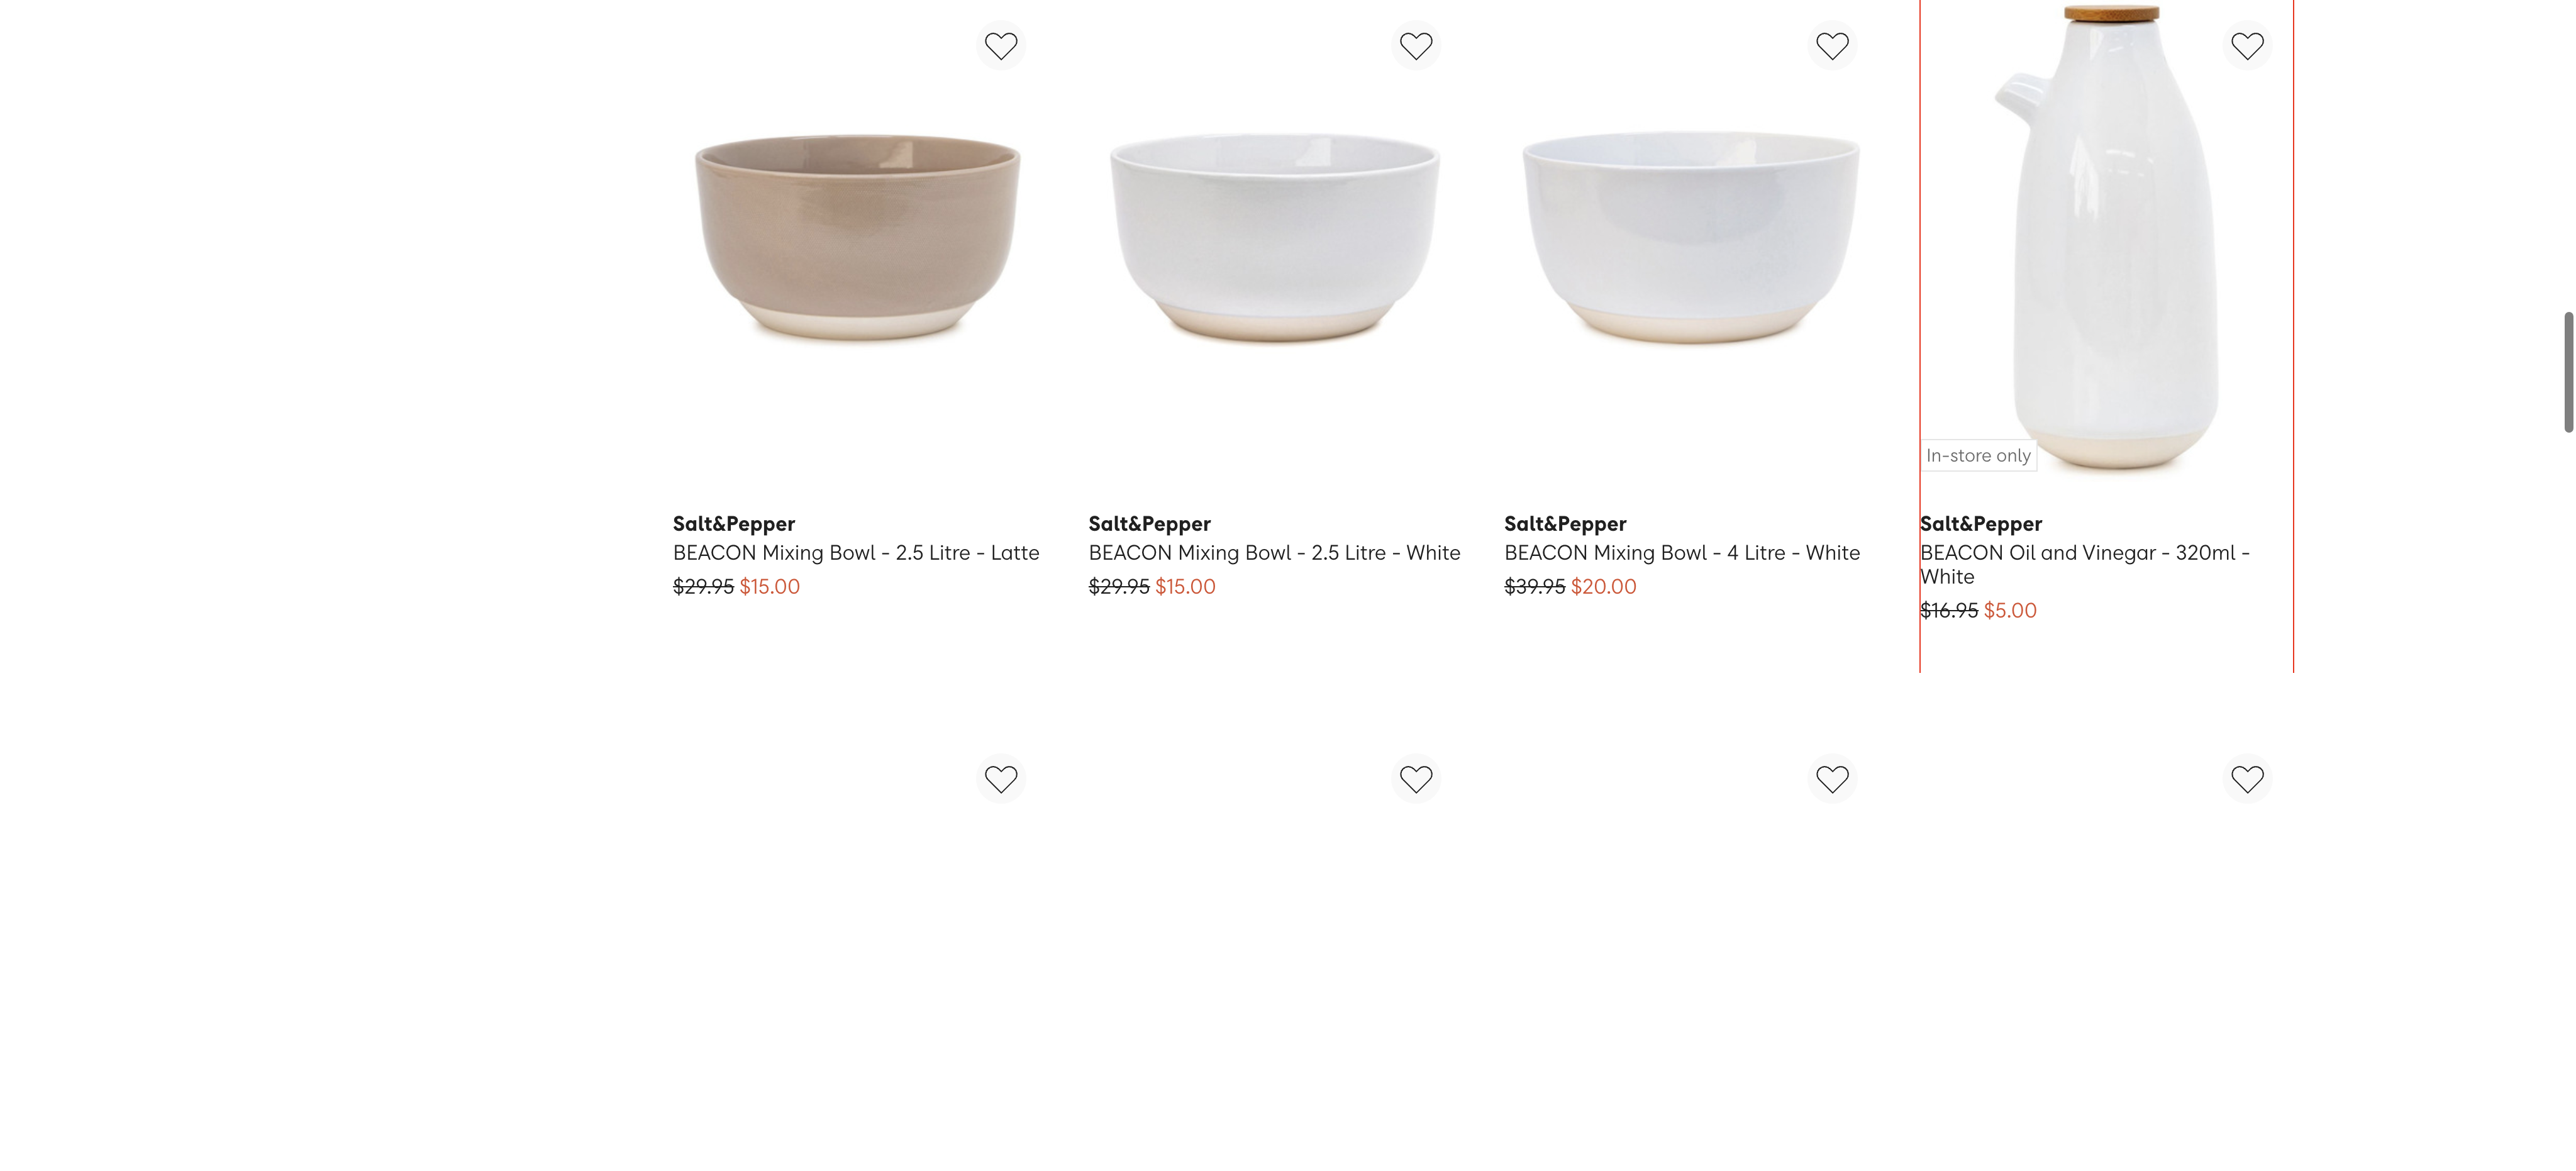 In-store only
Salt&Pepper
BEACON Mixing Bowl - 2.5 Litre - Latte
$29.95 $15.00
Salt&Pepper
BEACON Mixing Bowl - 2.5 Litre - White
$29.95 $15.00
Salt&Pepper
BEACON Mixing Bowl - 4 Litre - White
$39.95 $20.00
Salt&Pepper
BEACON Oil and Vinegar - 320ml -
White
$16.95 $5.00